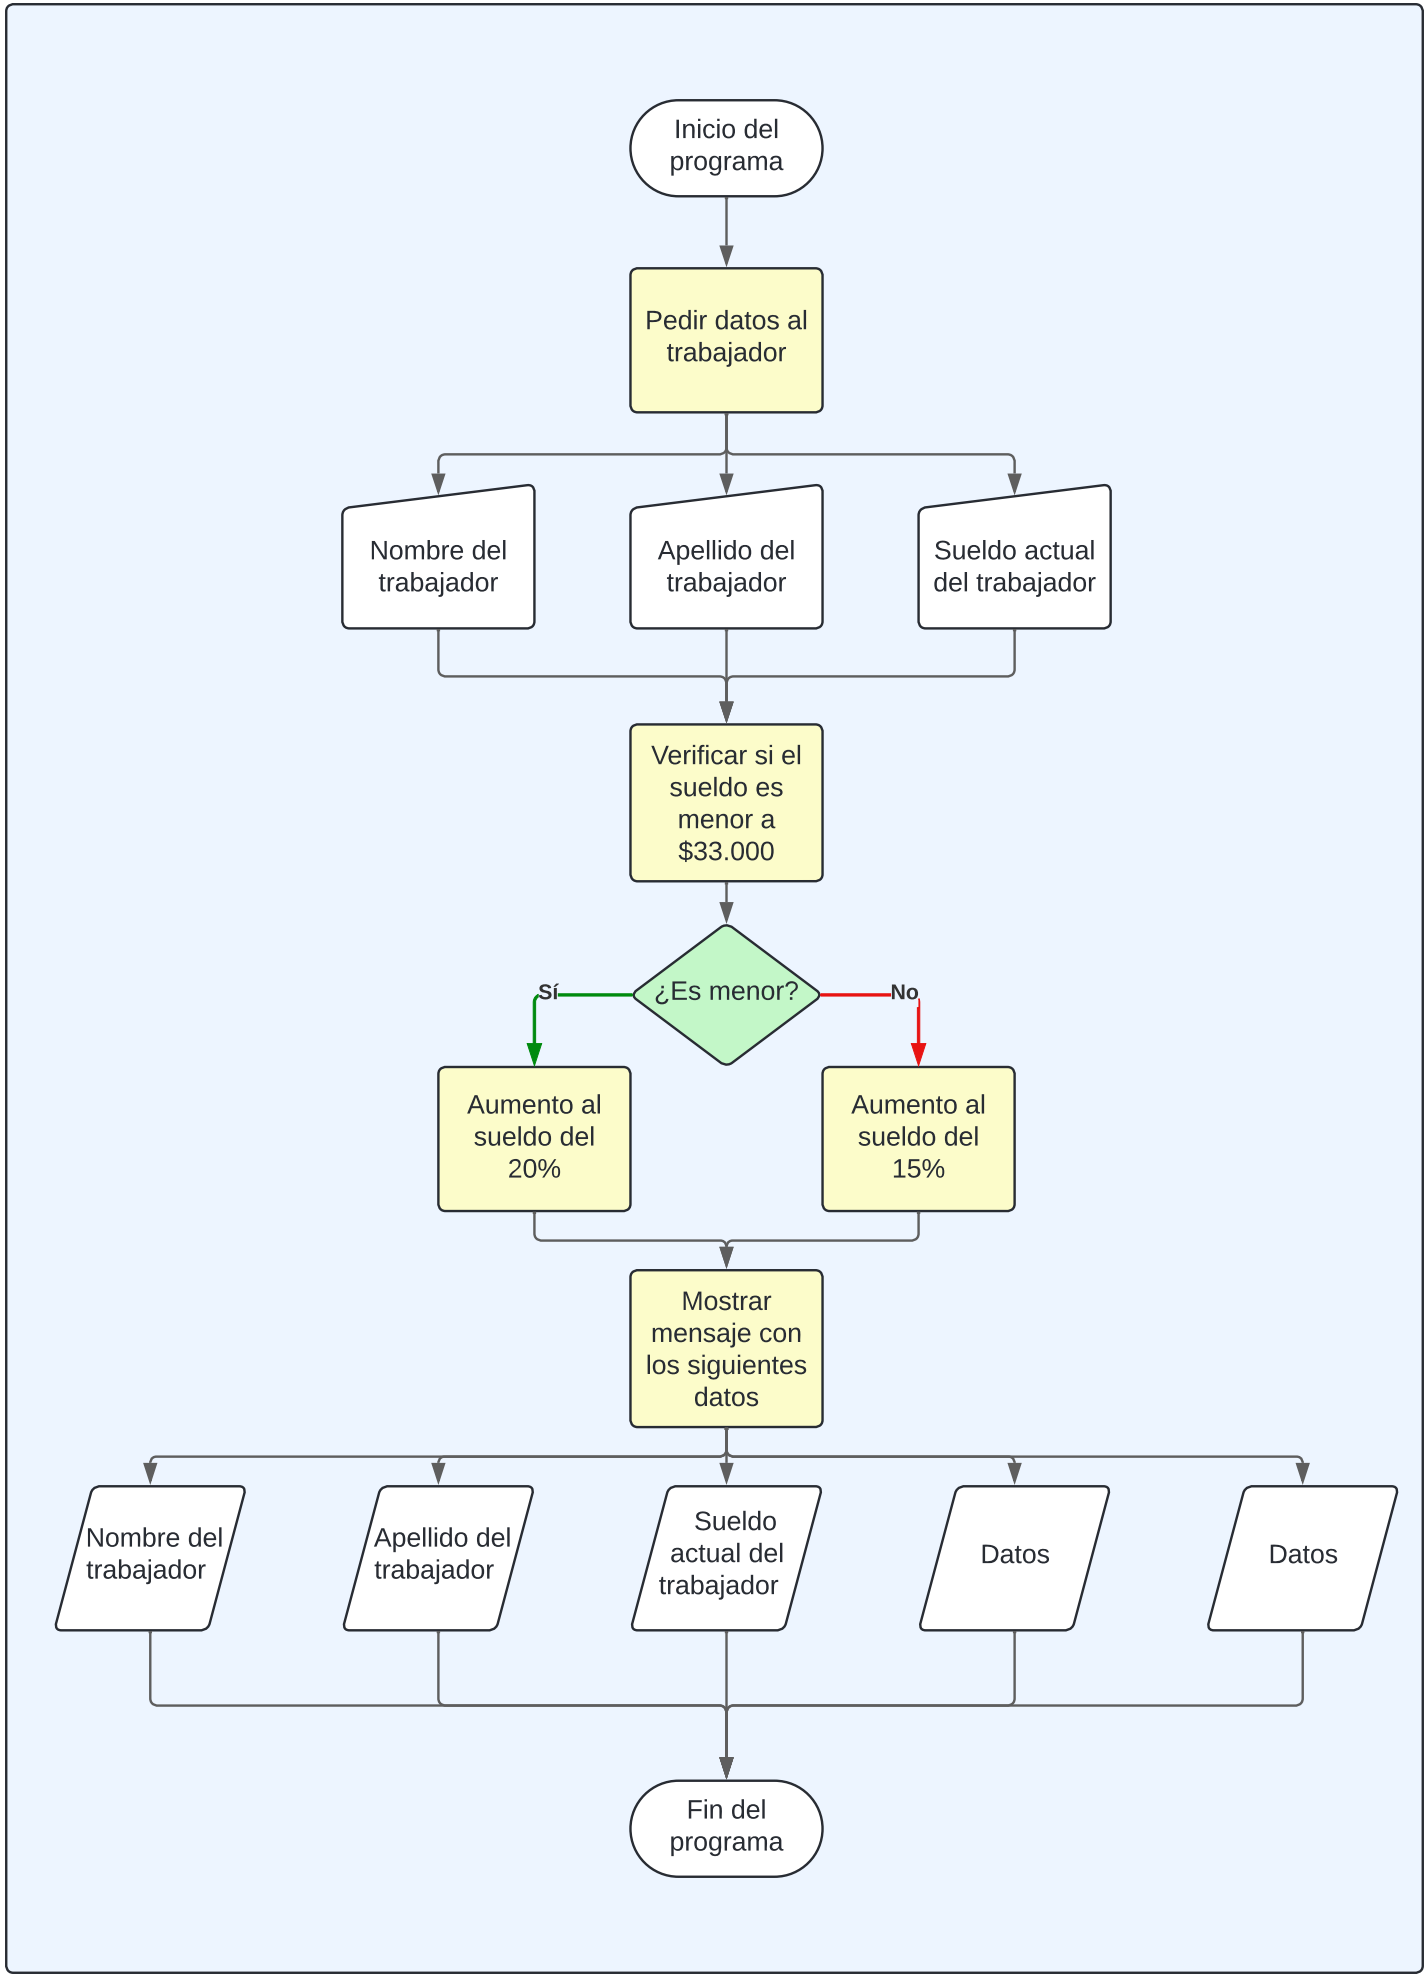 Inicio del
programa
Pedir datos al
trabajador
Nombre del
trabajador
Apellido del
trabajador
Sueldo actual
del trabajador
Verificar si el
sueldo es
menor a
$33.000
¿Es menor?
Sí
No
Aumento al
sueldo del
20%
Aumento al
sueldo del
15%
Mostrar
mensaje con
los siguientes
datos
Nombre del
trabajador
Apellido del
trabajador
Sueldo
actual del
trabajador
Datos
Datos
Fin del
programa